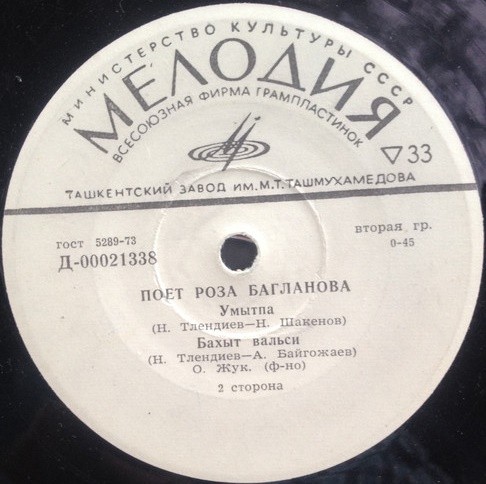 МИНИСТЕРСТВО КУЛЬТУРЫ СССР
МЕЛОДИЯ
ВСЕСОЮЗНАЯ ФИРМА ГРАМПЛАСТИНОК
▽33
ТАШКЕНТСКИЙ ЗАВОД ИМ. М. Т. ТАШМУХАМЕДОВА
гост 5289-73
вторая гр.
Д-00021338
0-45
ПОЕТ РОЗА БАГЛАНОВА
Умытпа
(Н. Тлендиев—Н. Шакенов)
Бахыт вальси
(Н. Тлендиев—А. Байгожаев)
О. Жук. (ф-но)
2 сторона